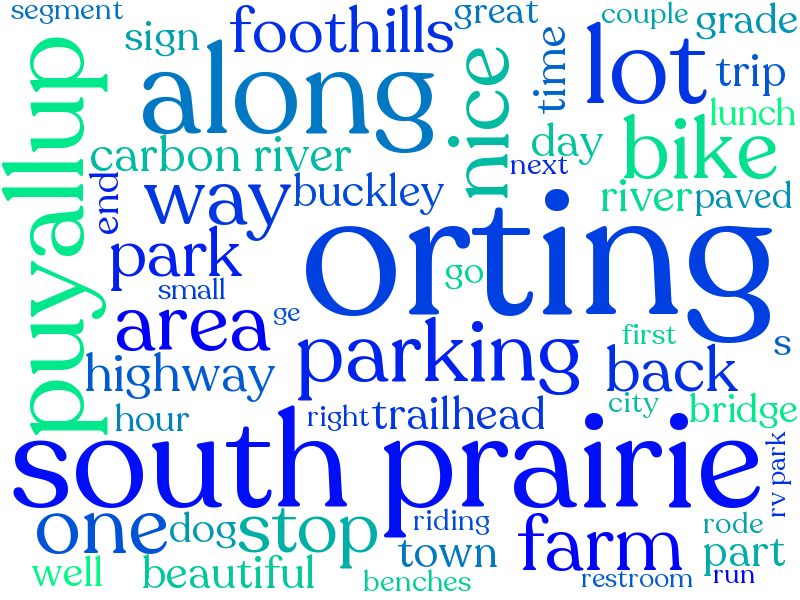 segment
great
couple
grade
sign
foothills
time
lot
trip
along
nice
puyallup
lunch
day
bike
carbon river
next
end
way
buckley
river
paved
orting
park
go
small
area
ge
parking
first
s
highway
back
hour
right
trailhead
city
bridge
south prairie
rv park
one
dog
stop
riding
farm
rode
town
part
well
beautiful
benches
restroom
run